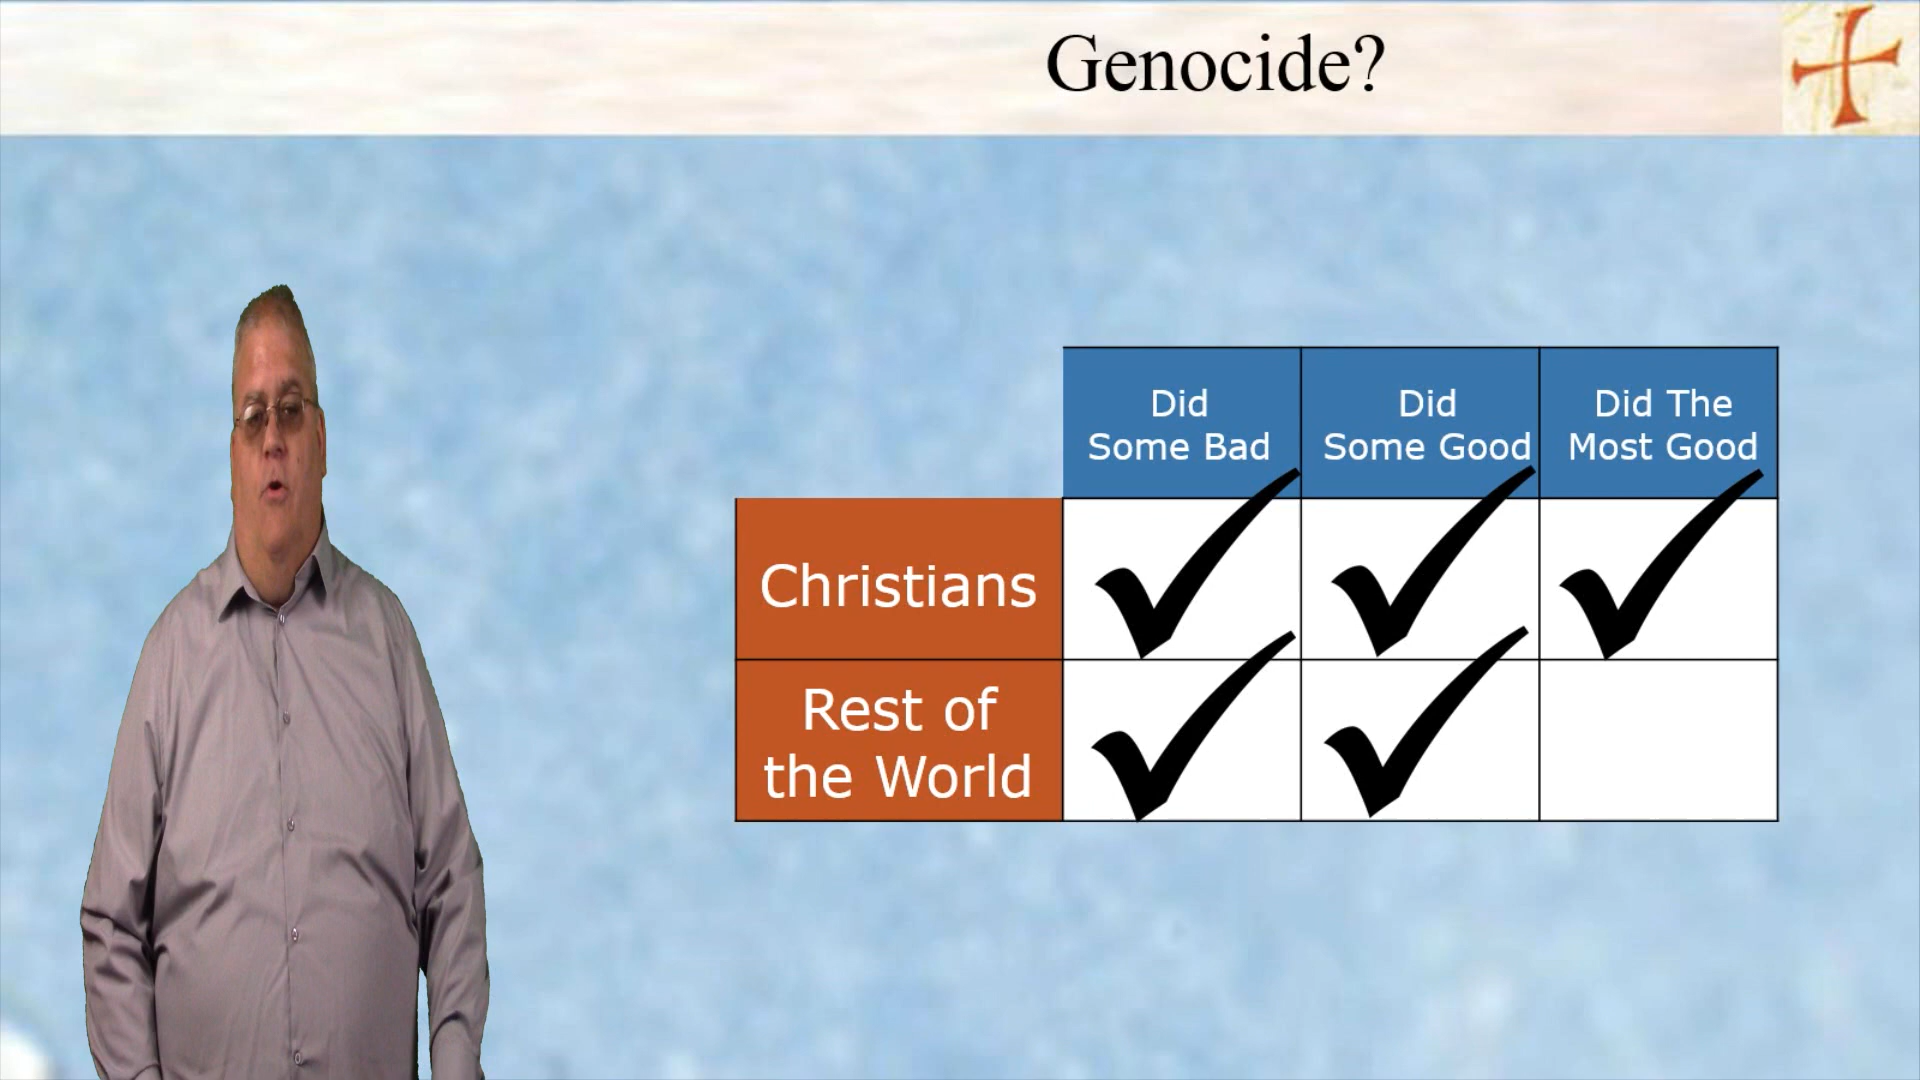 Genocide?
Did
Some Bad
Did
Some Good
Did The
Most Good
Christians
Rest of
the World